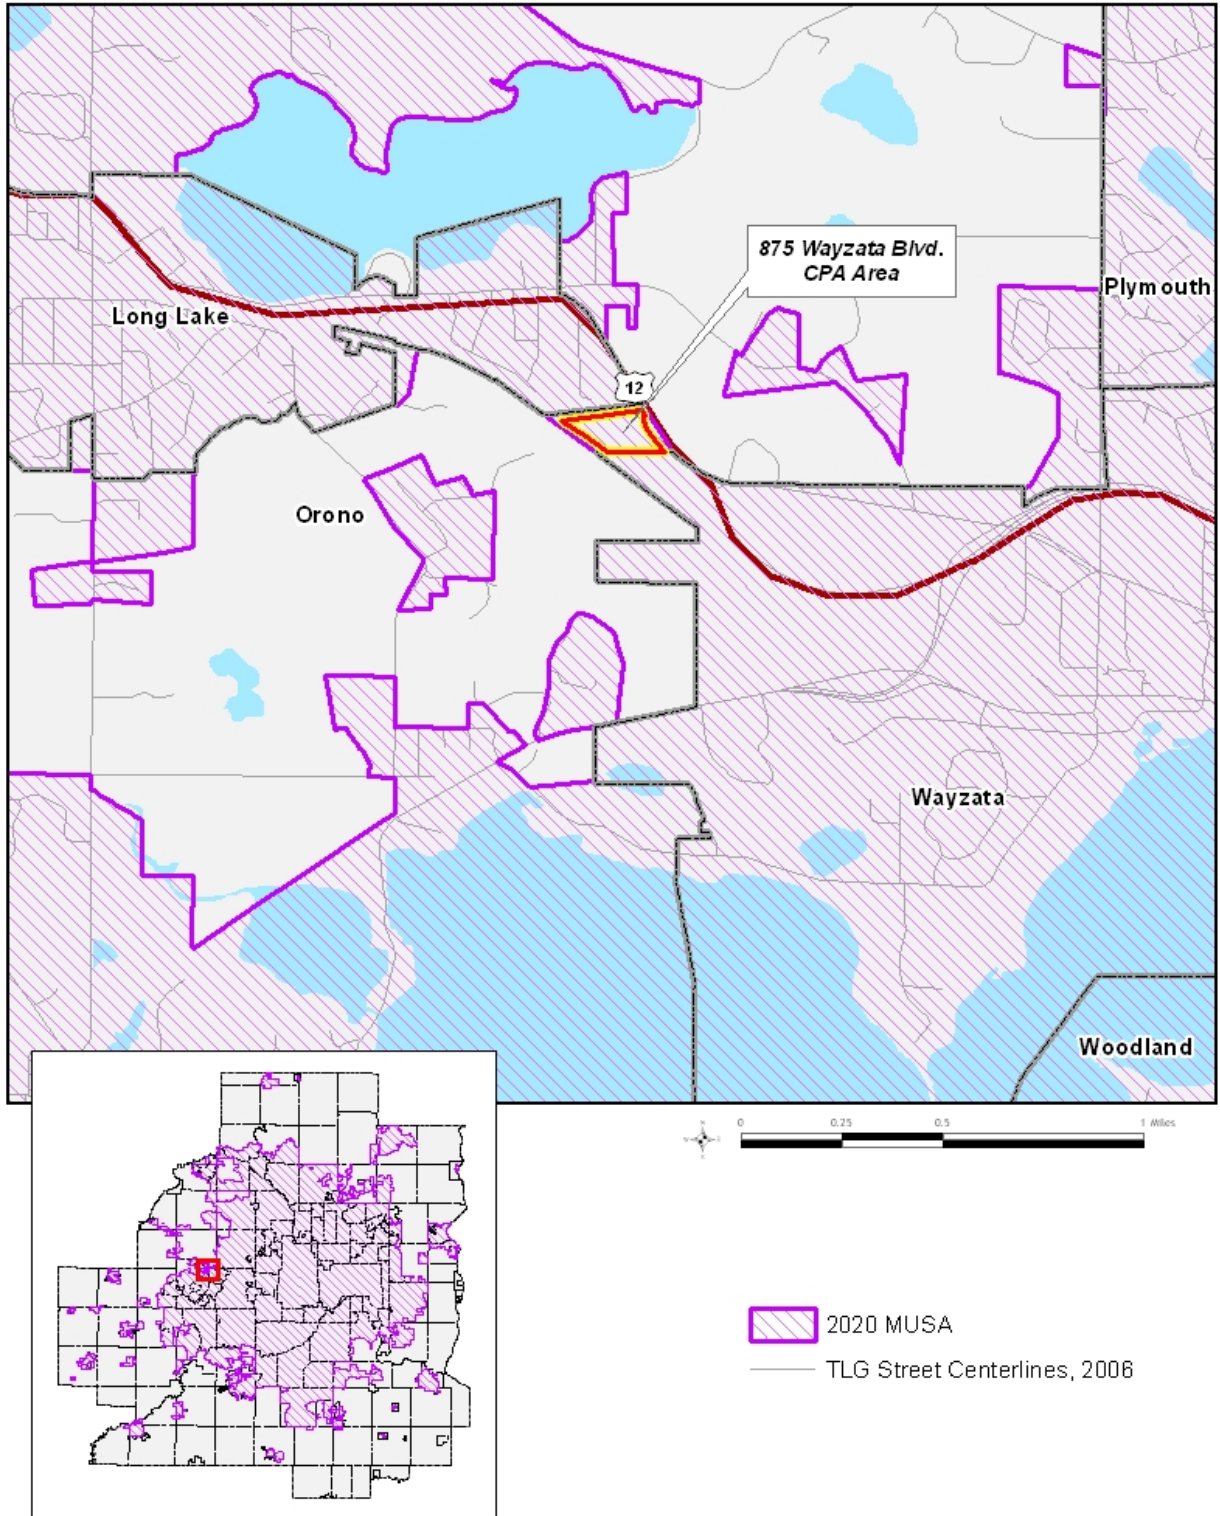 875 Wayzata Blvd.
CPA Area
Plymouth
Long Lake
12
Orono
Wayzata
Woodland
0 0.25 0.5 1 Miles
2020 MUSA
TLG Street Centerlines, 2006